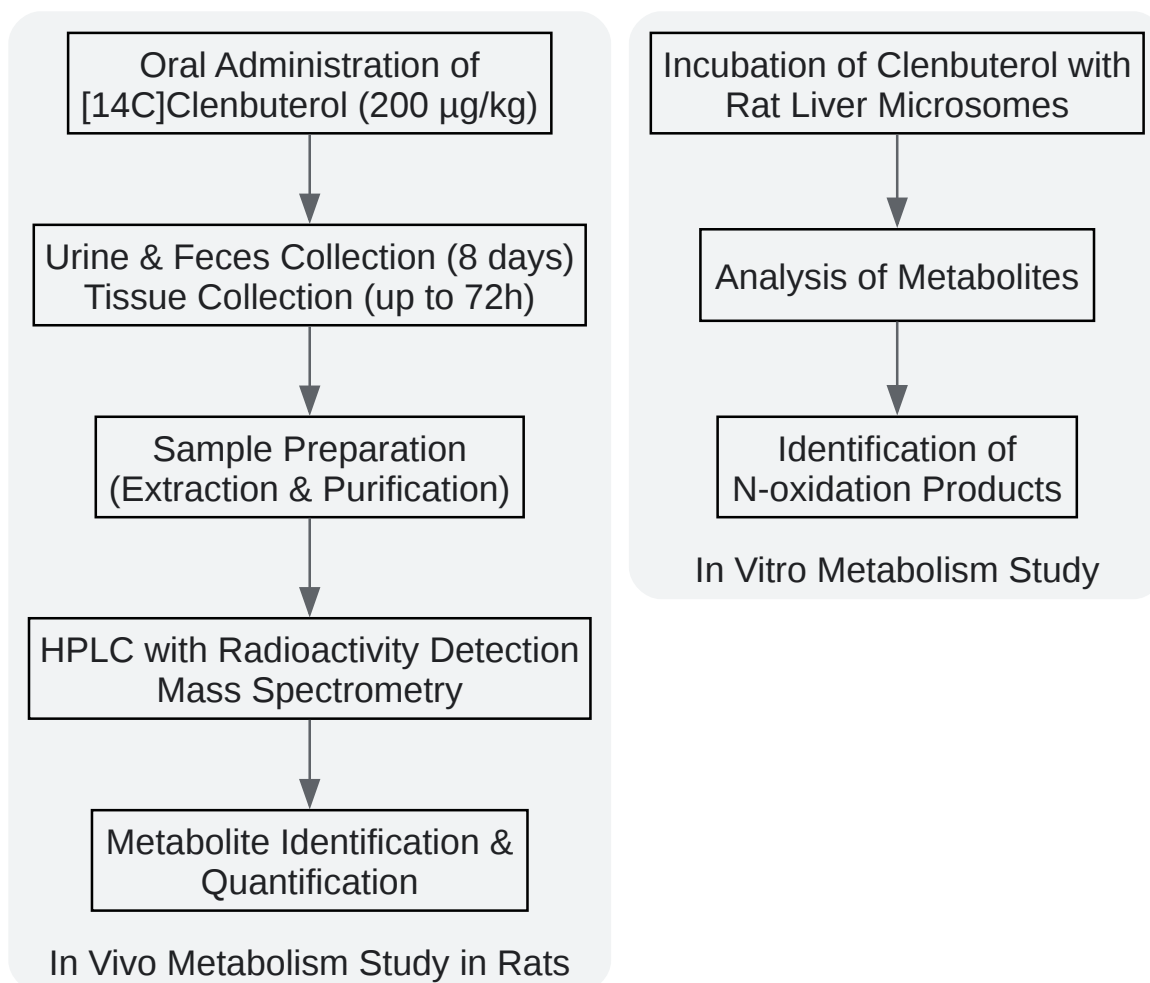 Oral Administration of
[14C]Clenbuterol (200 µg/kg)
Urine & Feces Collection (8 days)
Tissue Collection (up to 72h)
Sample Preparation
(Extraction & Purification)
HPLC with Radioactivity Detection
Mass Spectrometry
Metabolite Identification &
Quantification
In Vivo Metabolism Study in Rats
Incubation of Clenbuterol with
Rat Liver Microsomes
Analysis of Metabolites
Identification of
N-oxidation Products
In Vitro Metabolism Study